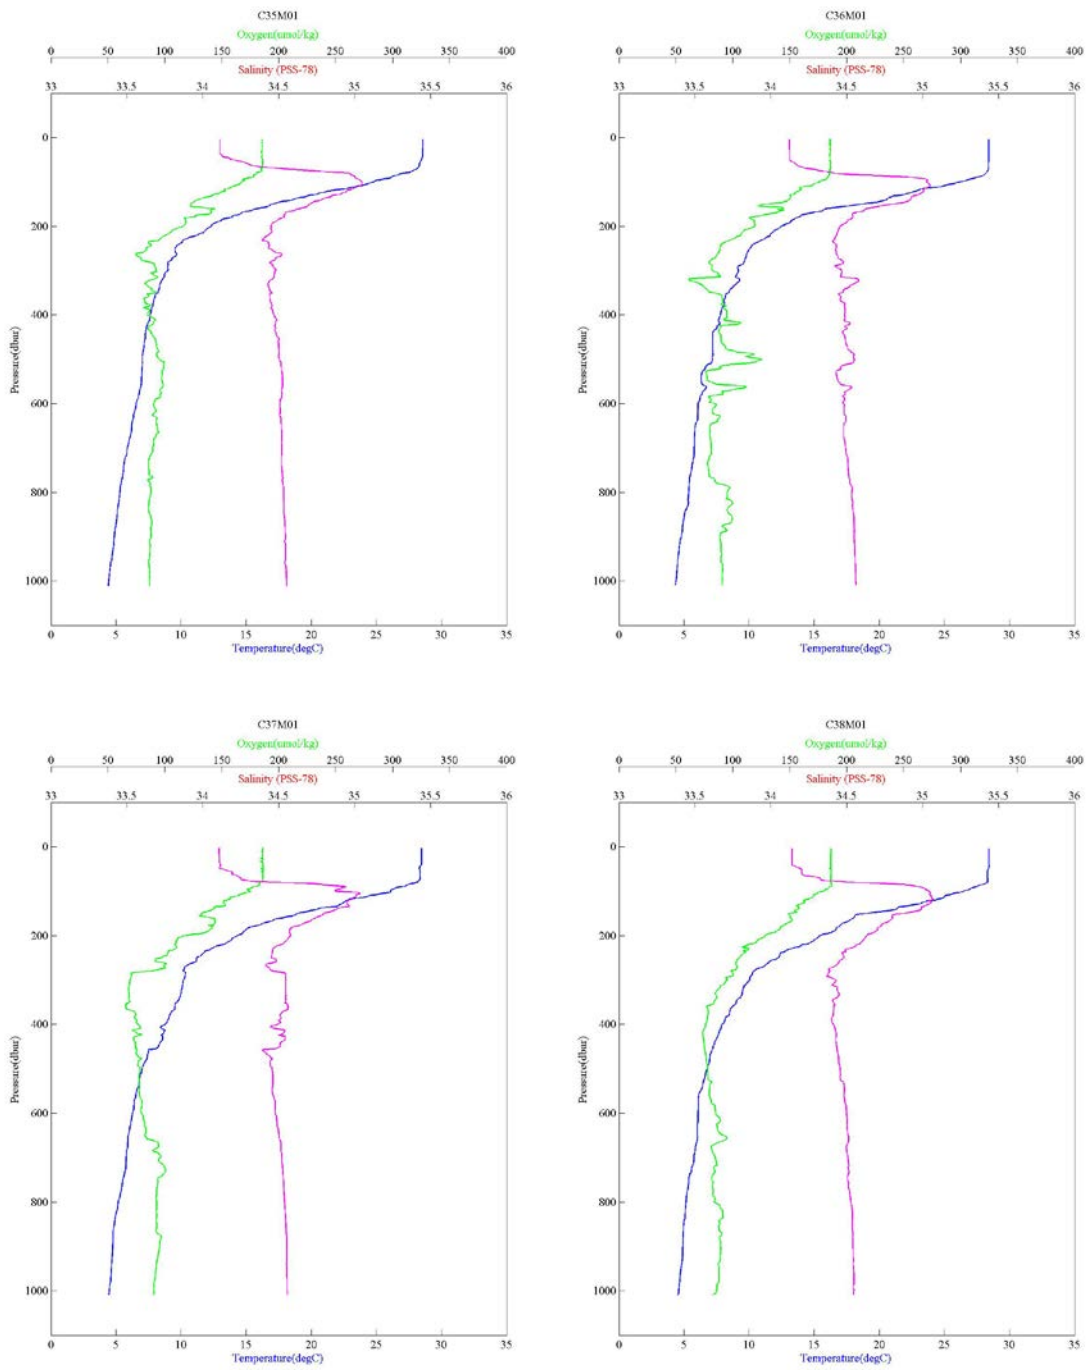 C35M01
Oxygen(umol/kg)
0 50 100 150 200 250 300 350 400
Salinity (PSS-78)
33 33.5 34 34.5 35 35.5 36
0
200
400
600
800
1000
Pressure(dbar)
0 5 10 15 20 25 30 35
Temperature(degC)
C36M01
Oxygen(umol/kg)
0 50 100 150 200 250 300 350 400
Salinity (PSS-78)
33 33.5 34 34.5 35 35.5 36
0
200
400
600
800
1000
Pressure(dbar)
0 5 10 15 20 25 30 35
Temperature(degC)
C37M01
Oxygen(umol/kg)
0 50 100 150 200 250 300 350 400
Salinity (PSS-78)
33 33.5 34 34.5 35 35.5 36
0
200
400
600
800
1000
Pressure(dbar)
0 5 10 15 20 25 30 35
Temperature(degC)
C38M01
Oxygen(umol/kg)
0 50 100 150 200 250 300 350 400
Salinity (PSS-78)
33 33.5 34 34.5 35 35.5 36
0
200
400
600
800
1000
Pressure(dbar)
0 5 10 15 20 25 30 35
Temperature(degC)